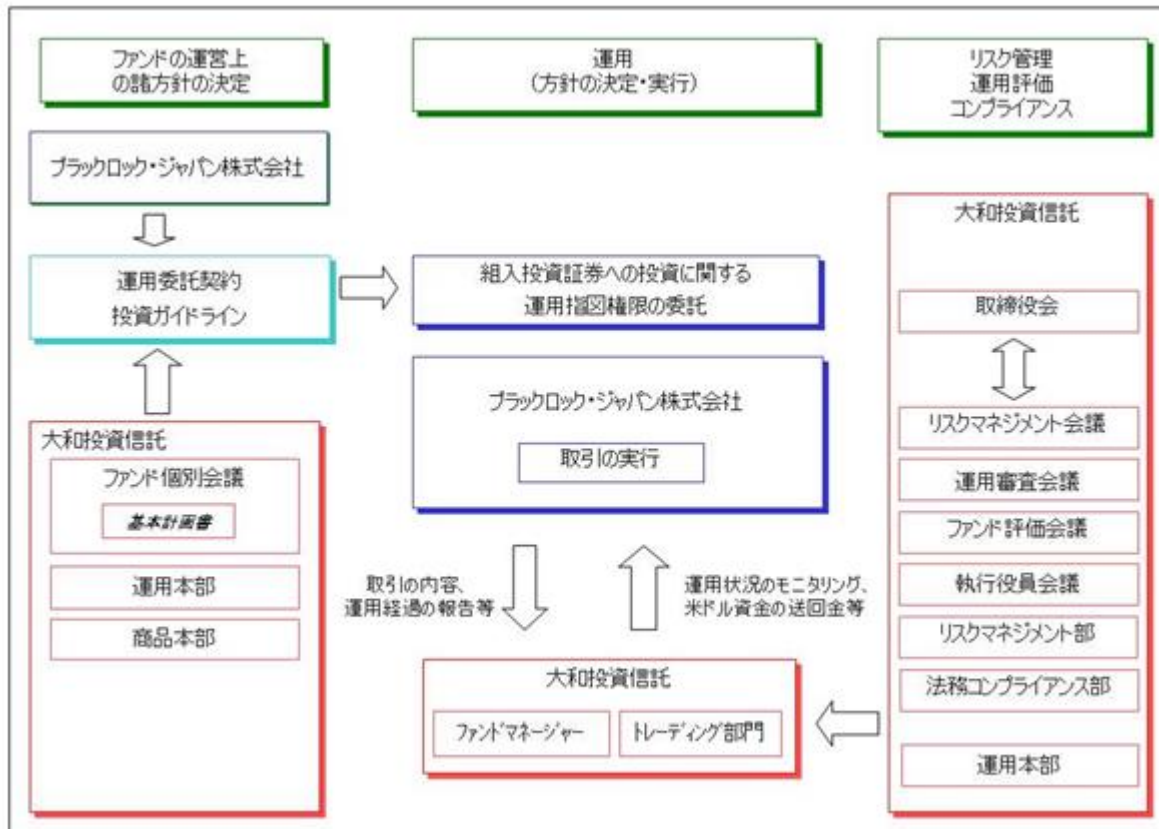 ファンドの運営上
の諸方針の決定
運用
(方針の決定・実行)
リスク管理
運用評価
コンプライアンス
ブラックロック・ジャパン株式会社
運用委託契約
投資ガイドライン
組入投資証券への投資に関する
運用指図権限の委託
ブラックロック・ジャパン株式会社
取引の実行
大和投資信託
ファンド個別会議
基本計画書
運用本部
商品本部
取引の内容、
運用経過の報告等
運用状況のモニタリング、
米ドル資金の送回金等
大和投資信託
ファンドマネージャー
トレーディング部門
大和投資信託
取締役会
リスクマネジメント会議
運用審査会議
ファンド評価会議
執行役員会議
リスクマネジメント部
法務コンプライアンス部
運用本部